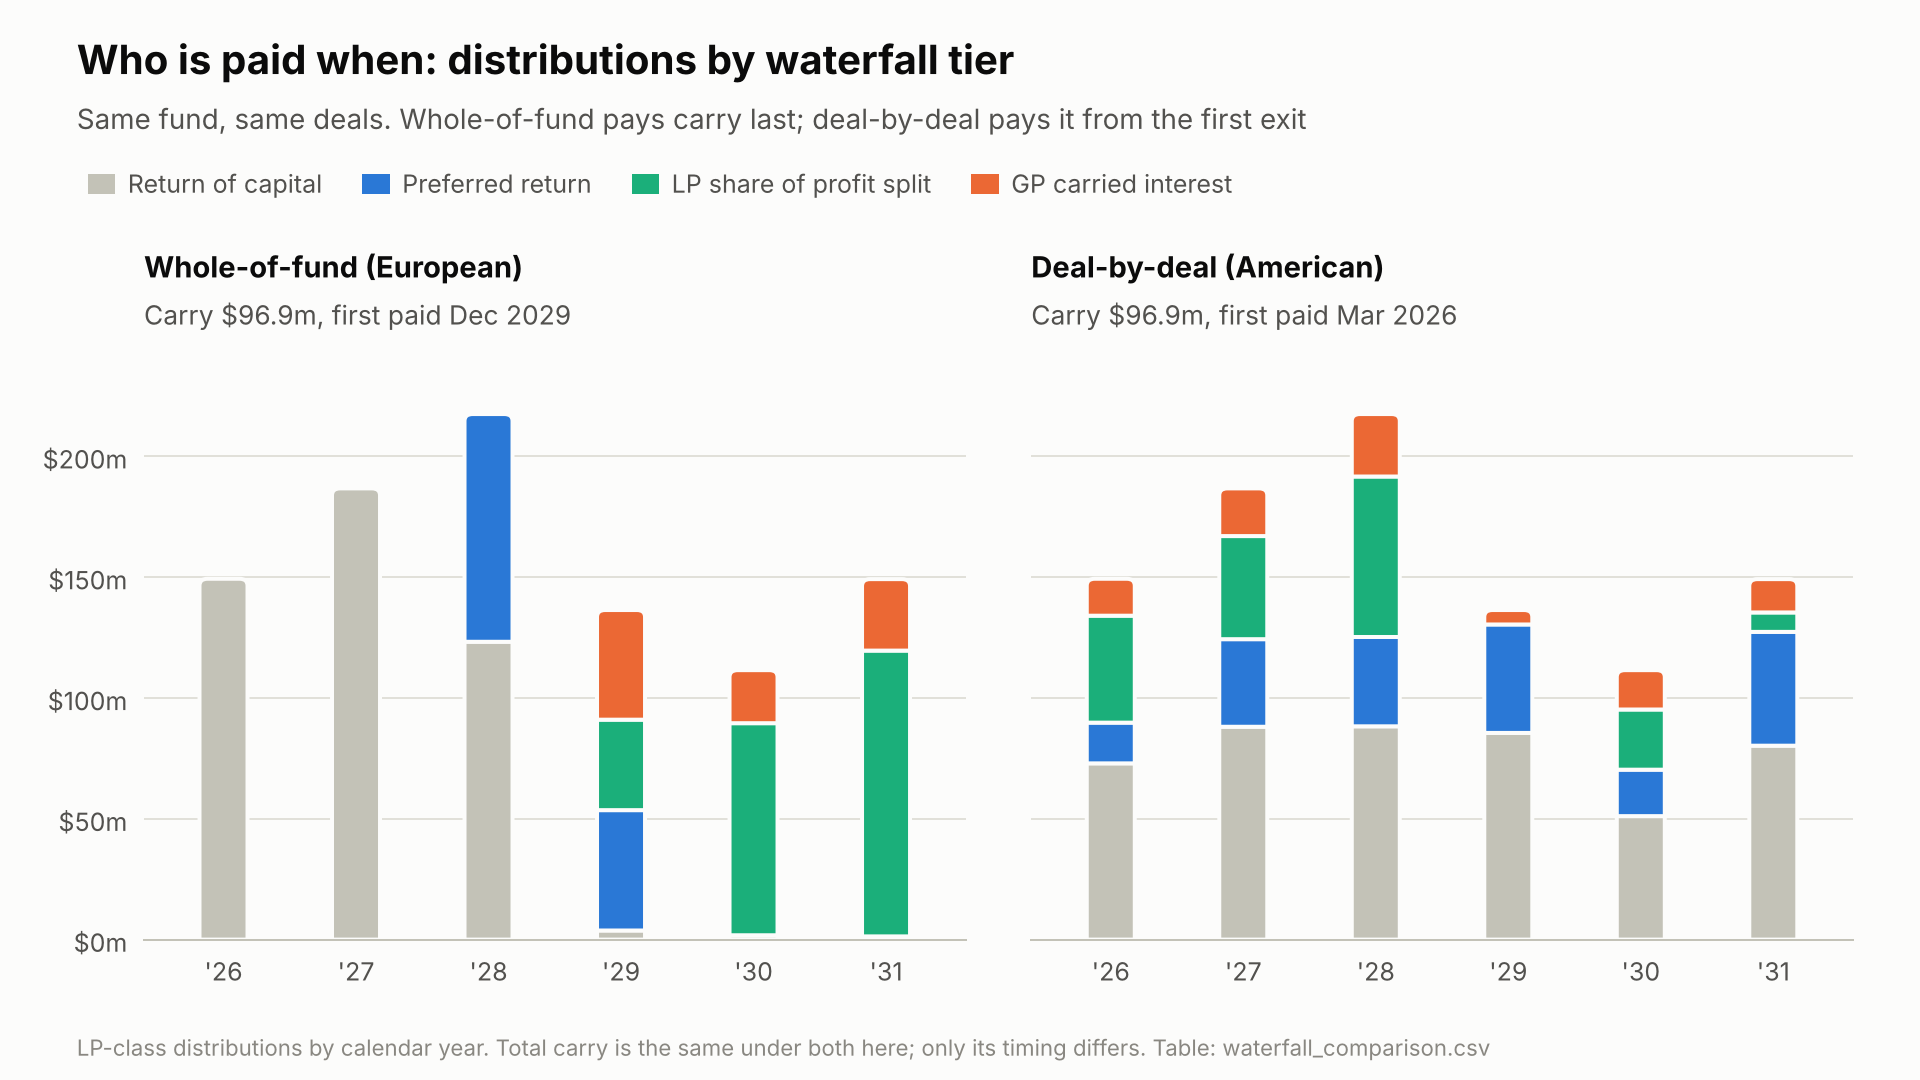 Who is paid when: distributions by waterfall tier
Same fund, same deals. Whole-of-fund pays carry last; deal-by-deal pays it from the first exit
Return of capital
Preferred return
LP share of profit split
GP carried interest
Whole-of-fund (European)
Carry $96.9m, first paid Dec 2029
$200m
$150m
$100m
$50m
$0m
'26
'27
'28
'29
'30
'31
Deal-by-deal (American)
Carry $96.9m, first paid Mar 2026
'26
'27
'28
'29
'30
'31
LP-class distributions by calendar year. Total carry is the same under both here; only its timing differs. Table: waterfall_comparison.csv